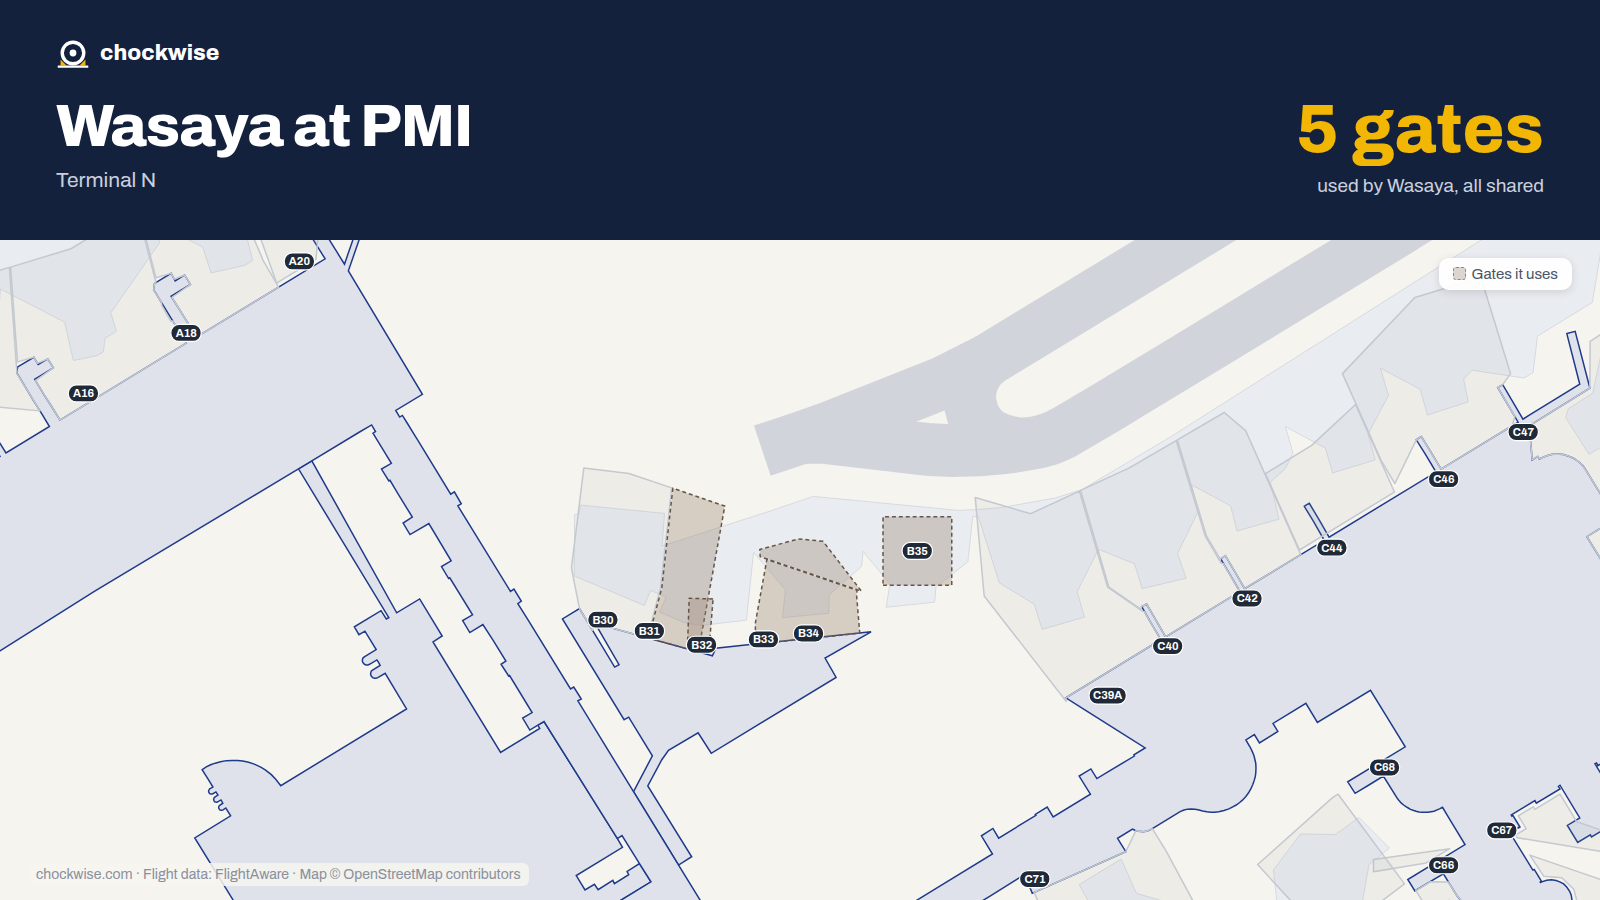 chockwise
Wasaya at PMI
Terminal N
5 gates
used by Wasaya, all shared
Gates it uses
A20
A18
A16
B30
B31
B32
B33
B34
B35
C39A
C40
C42
C44
C46
C47
C68
C67
C66
C71
chockwise.com · Flight data: FlightAware · Map © OpenStreetMap contributors